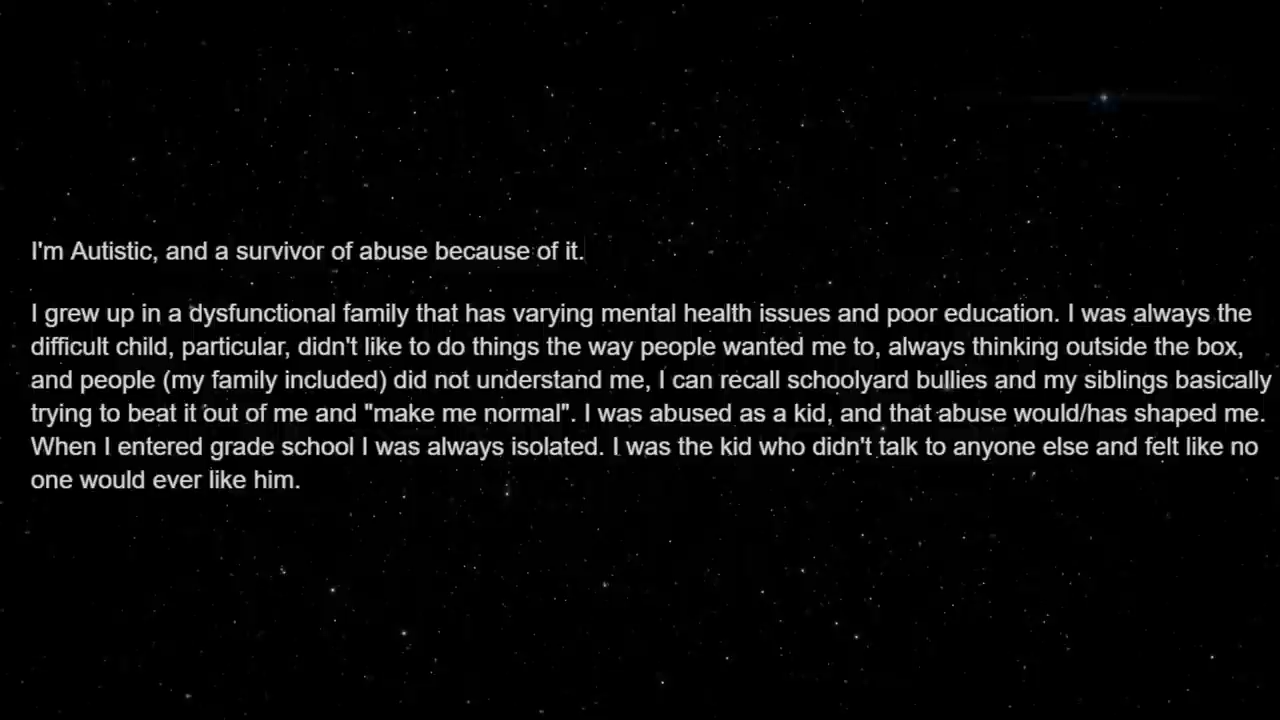 I'm Autistic, and a survivor of abuse because of it.
I grew up in a dysfunctional family that has varying mental health issues and poor education. I was always the
difficult child, particular, didn't like to do things the way people wanted me to, always thinking outside the box,
and people (my family included) did not understand me, I can recall schoolyard bullies and my siblings basically
trying to beat it out of me and "make me normal". I was abused as a kid, and that abuse would/has shaped me.
When I entered grade school I was always isolated. I was the kid who didn't talk to anyone else and felt like no
one would ever like him.